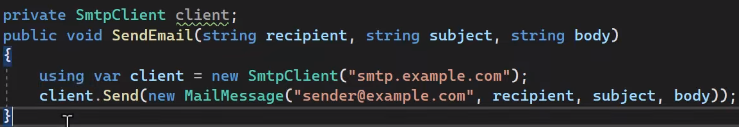 private SmtpClient client;
public void SendEmail(string recipient, string subject, string body)
{
    using var client = new SmtpClient("smtp.example.com");
    client.Send(new MailMessage("sender@example.com", recipient, subject, body));
}